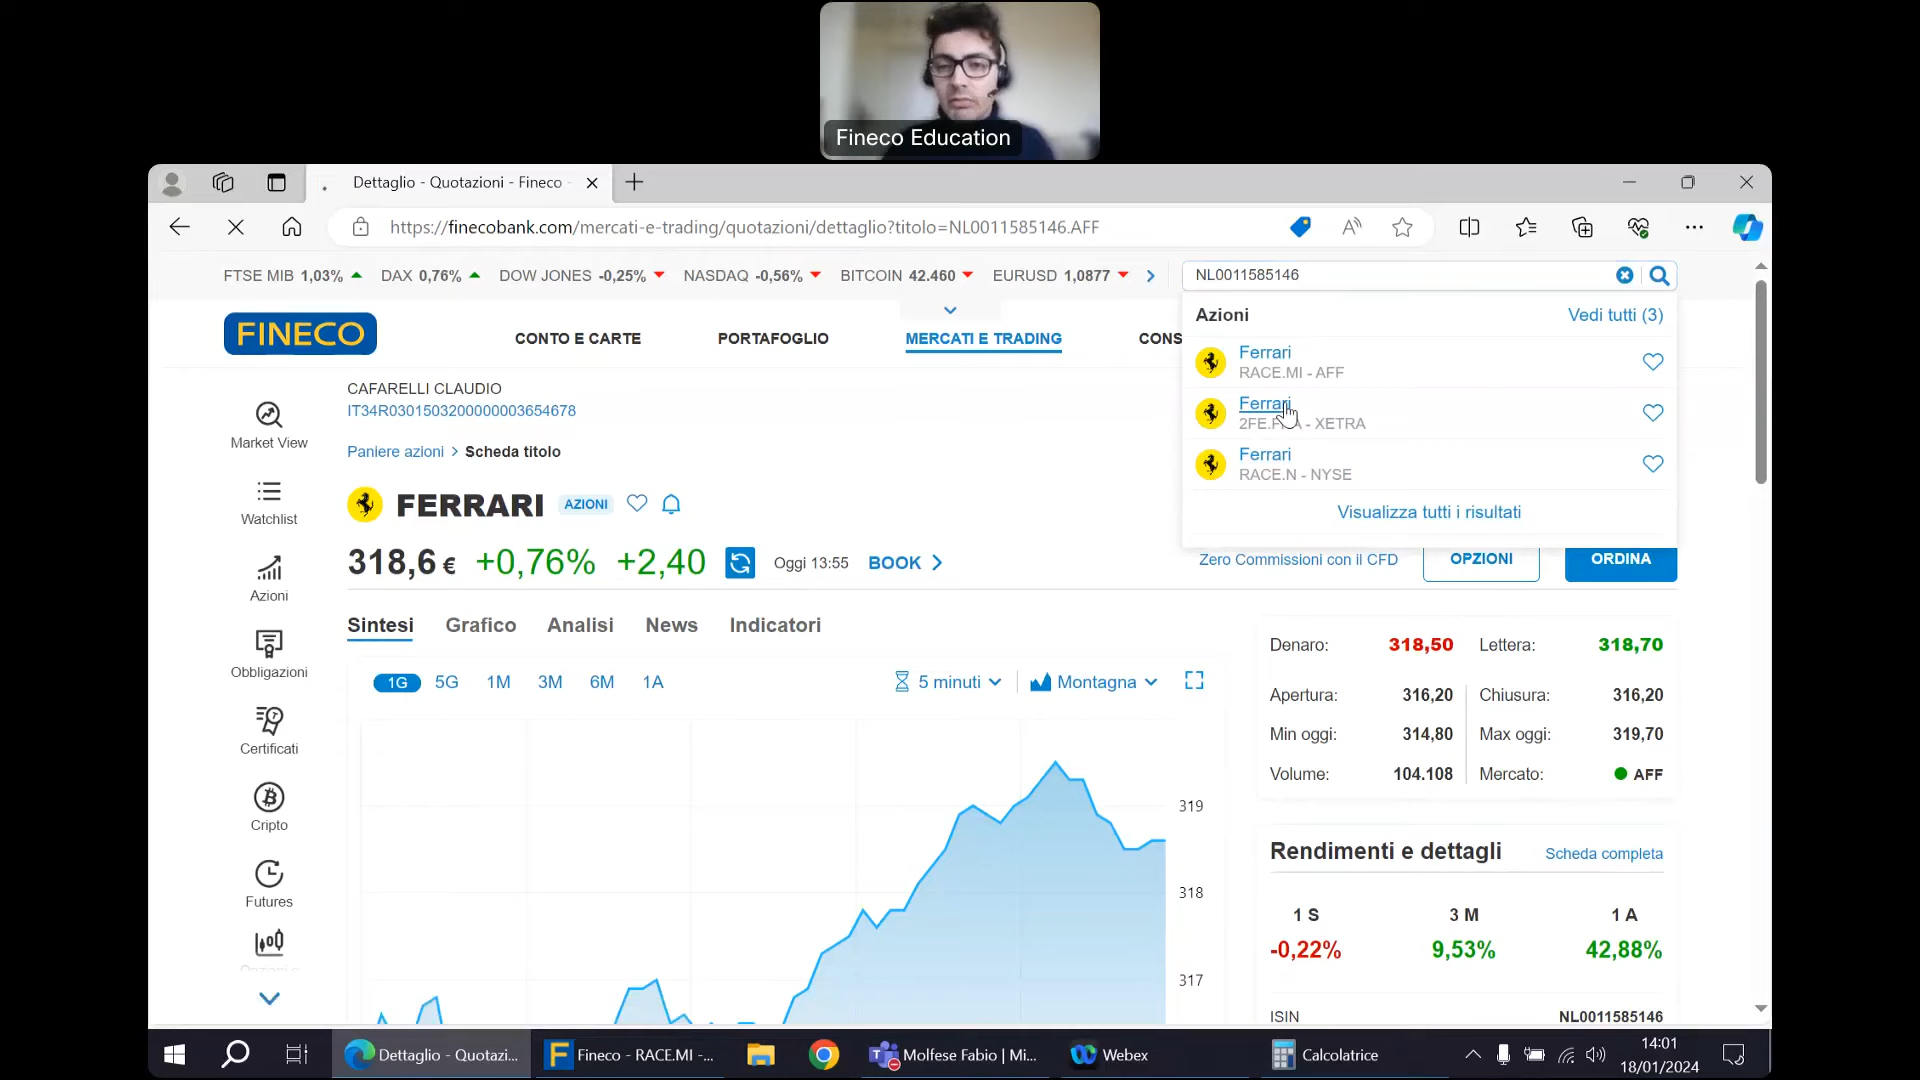 Fineco Education
Dettaglio - Quotazioni - Fineco
https://finecobank.com/mercati-e-trading/quotazioni/dettaglio?titolo=NL0011585146.AFF
FTSE MIB 1,03% DAX 0,76% DOW JONES -0,25% NASDAQ -0,56% BITCOIN 42.460 EURUSD 1,0877
NL0011585146
Azioni Vedi tutti (3)
Ferrari
RACE.MI - AFF
Ferrari
- XETRA
Ferrari
RACE.N - NYSE
Visualizza tutti i risultati
FINECO
CONTO E CARTE PORTAFOGLIO MERCATI E TRADING CONS
CAFARELLI CLAUDIO
IT34R0301503200000003654678
Paniere azioni > Scheda titolo
FERRARI AZIONI
318,6 € +0,76% +2,40 Oggi 13:55 BOOK
Zero Commissioni con il CFD OPZIONI ORDINA
Market View
Watchlist
Azioni
Obbligazioni
Certificati
Cripto
Futures
Sintesi Grafico Analisi News Indicatori
1G 5G 1M 3M 6M 1A 5 minuti Montagna
319
318
317
Denaro: 318,50 Lettera: 318,70
Apertura: 316,20 Chiusura: 316,20
Min oggi: 314,80 Max oggi: 319,70
Volume: 104.108 Mercato: AFF
Rendimenti e dettagli Scheda completa
1 S 3 M 1 A
-0,22% 9,53% 42,88%
ISIN NL0011585146
Dettaglio - Quotazi... Fineco - RACE.MI -... Molfese Fabio | Mi... Webex Calcolatrice
14:01
18/01/2024